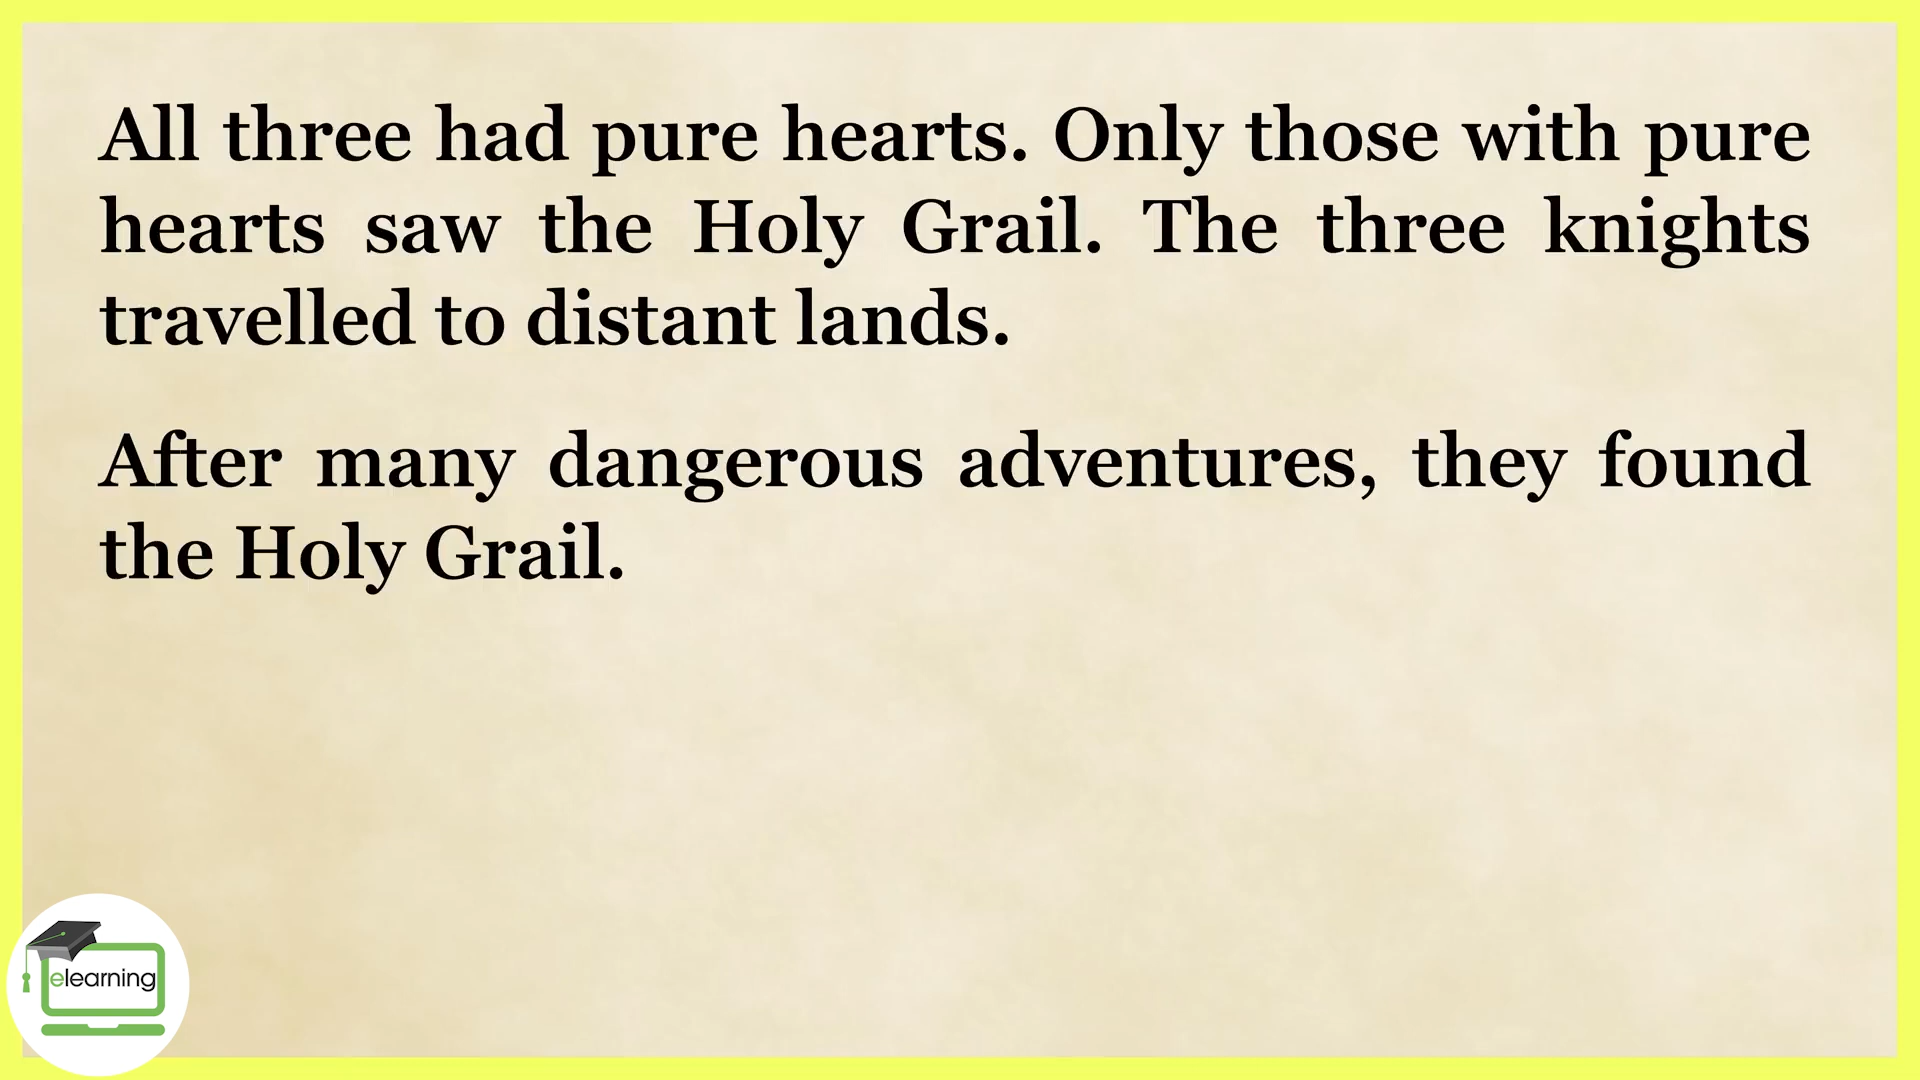 All three had pure hearts. Only those with pure
hearts saw the Holy Grail. The three knights
travelled to distant lands.
After many dangerous adventures, they found
the Holy Grail.
elearning